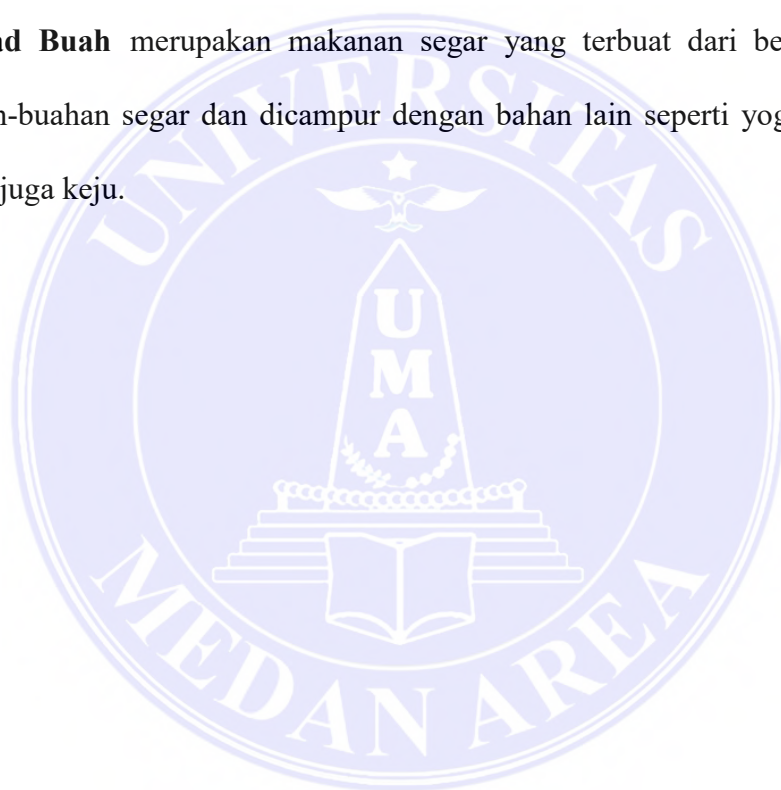 ad Buah merupakan makanan segar yang terbuat dari be
n-buahan segar dan dicampur dengan bahan lain seperti yog
juga keju.
UNIVERSITAS
UMA
MEDAN AREA